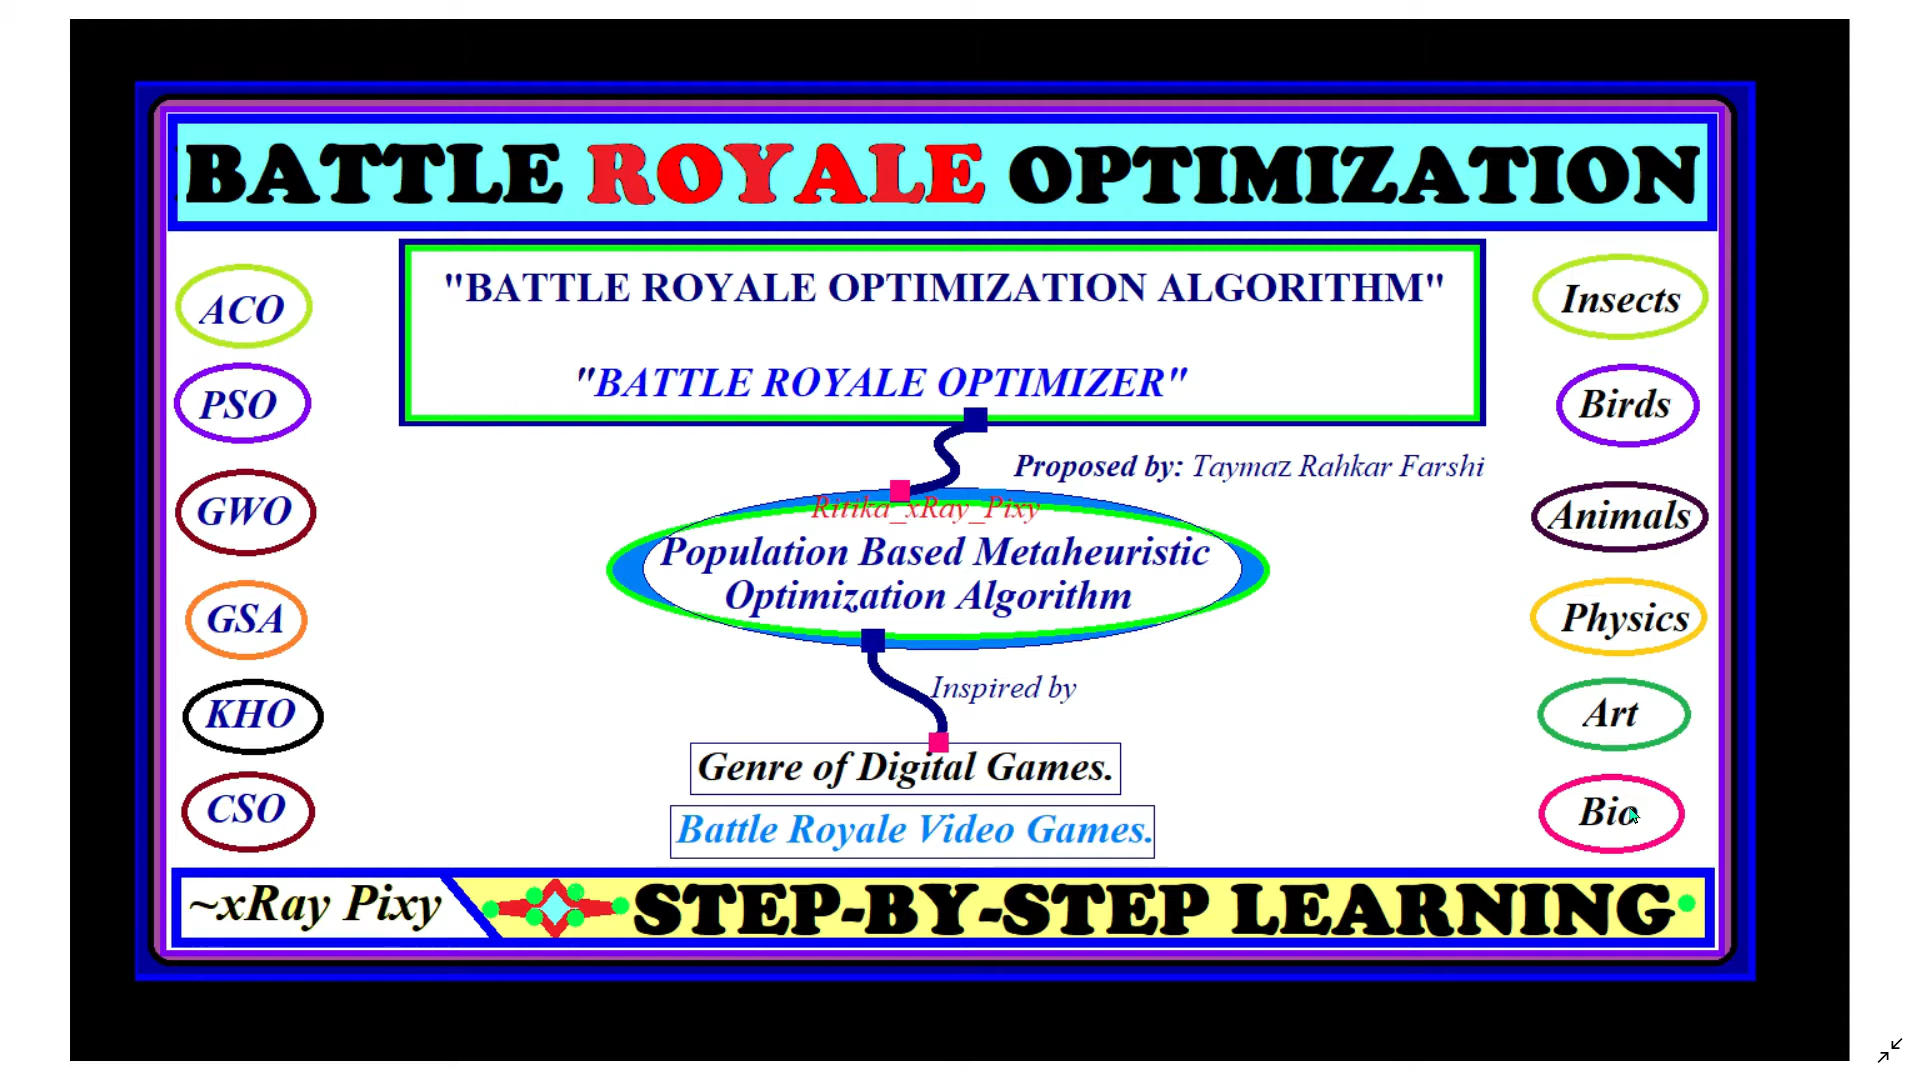 BATTLE ROYALE OPTIMIZATION
"BATTLE ROYALE OPTIMIZATION ALGORITHM"
"BATTLE ROYALE OPTIMIZER"
Proposed by: Taymaz Rahkar Farshi
Ritika_xRay_Pixy
Population Based Metaheuristic
Optimization Algorithm
Inspired by
Genre of Digital Games.
Battle Royale Video Games.
ACO
PSO
GWO
GSA
KHO
CSO
Insects
Birds
Animals
Physics
Art
Bio
~xRay Pixy
STEP-BY-STEP LEARNING